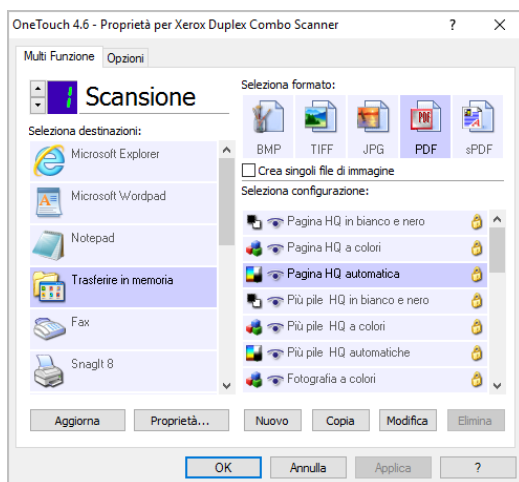 OneTouch 4.6 - Proprietà per Xerox Duplex Combo Scanner ? X
Multi Funzione Opzioni
1 Scansione
Seleziona destinazioni:
Microsoft Explorer
Microsoft Wordpad
Notepad
Trasferire in memoria
Fax
SnagIt 8
Aggiorna Proprietà...
Seleziona formato:
BMP TIFF JPG PDF sPDF
Crea singoli file di immagine
Seleziona configurazione:
Pagina HQ in bianco e nero
Pagina HQ a colori
Pagina HQ automatica
Più pile HQ in bianco e nero
Più pile HQ a colori
Più pile HQ automatiche
Fotografia a colori
Nuovo Copia Modifica Elimina
OK Annulla Applica ?